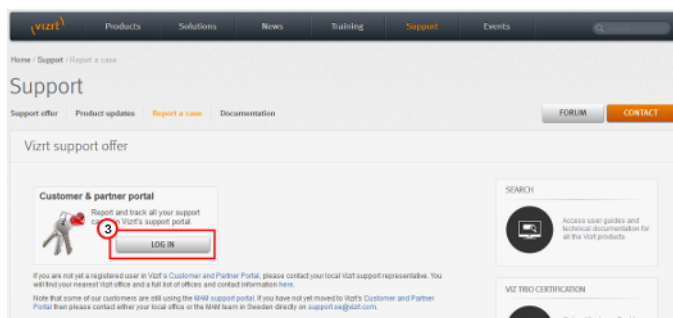 vizrt Products Solutions News Training Support Events
Home / Support / Report a case
Support
Support offer Product updates Report a case Documentation FORUM CONTACT
Vizrt support offer
Customer & partner portal
Report and track all your support
in Vizrt's support portal.
3
LOG IN
If you are not yet a registered user in Vizrt's Customer and Partner Portal, please contact your local Vizrt support representative. You
will find your nearest Vizrt office and a full list of offices and contact information here.
Note that some of our customers are still using the MAM support portal. If you have not yet moved to Vizrt's Customer and Partner
Portal then please contact either your local office or the MAM team in Sweden directly on support.se@vizrt.com.
SEARCH
Access user guides and
technical documentation for
all the Vizrt products.
VIZ TRIO CERTIFICATION